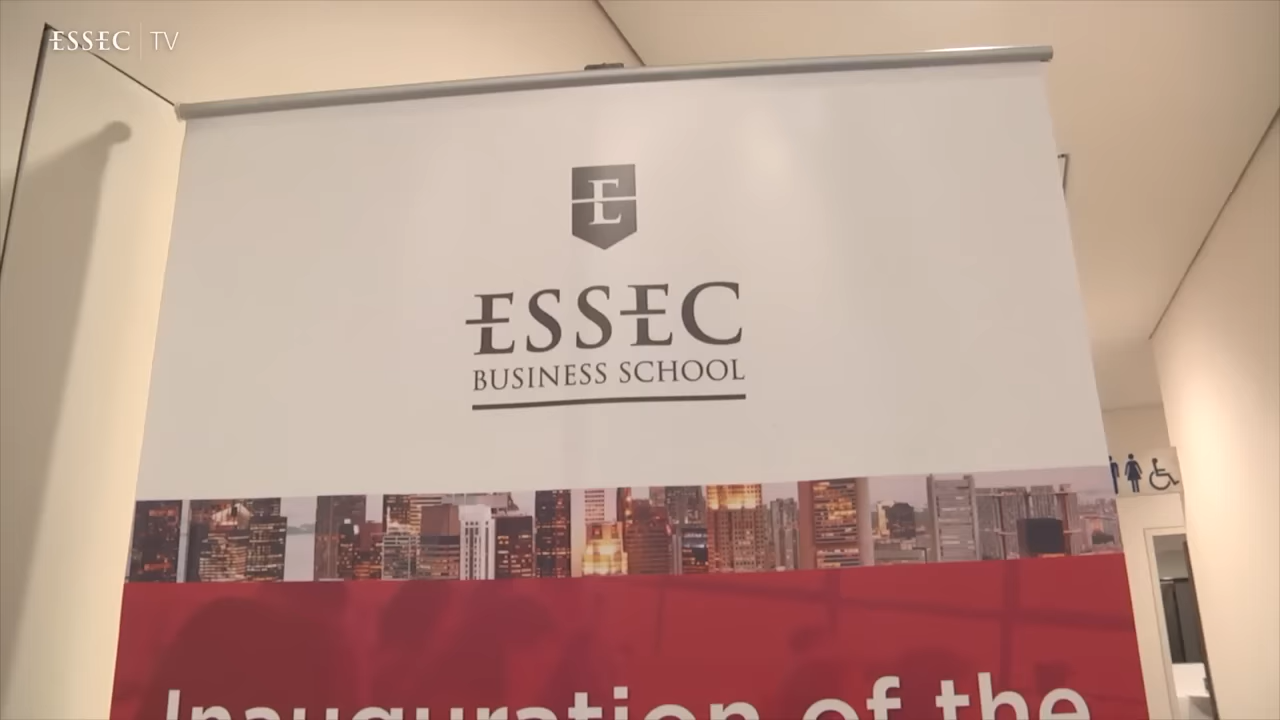 ESSEC TV
E
ESSEC
BUSINESS SCHOOL
Inauguration of the